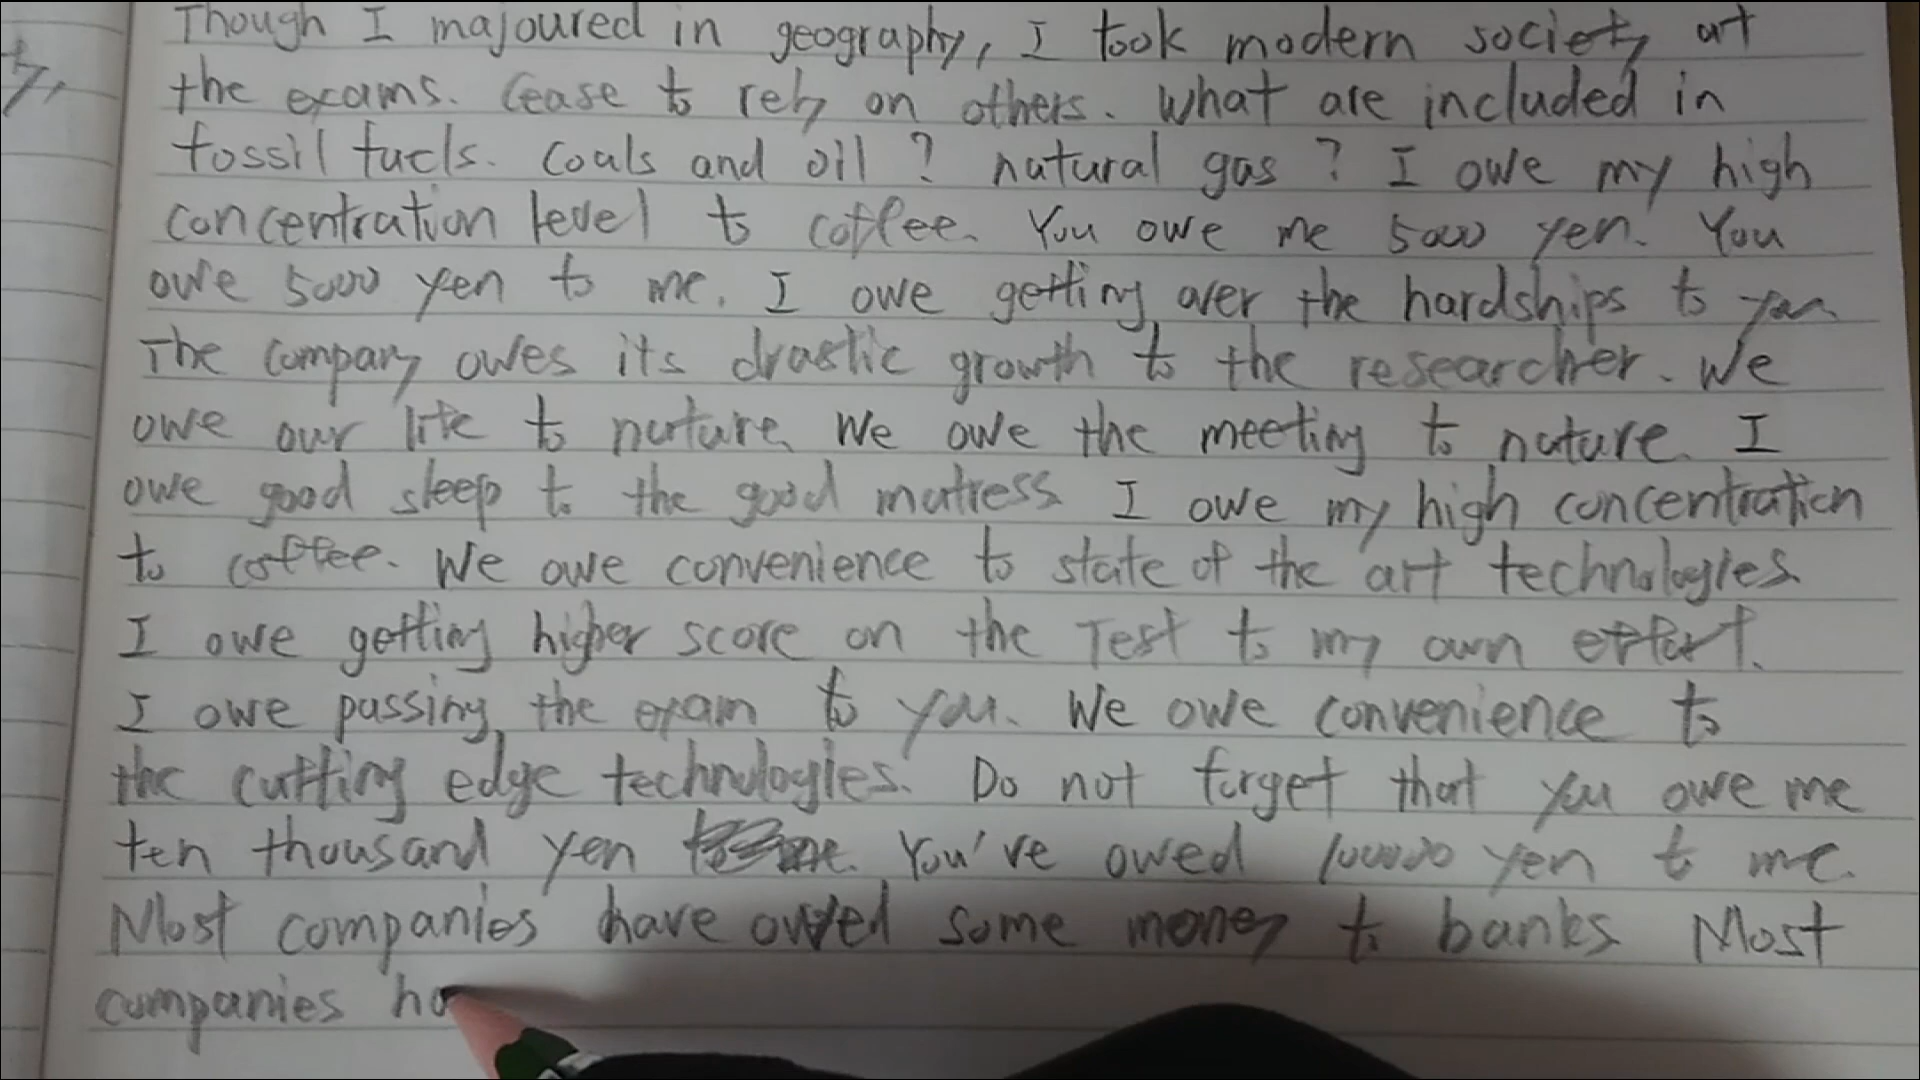 Though I majoured in geography, I took modern society at
the exams. Cease to rely on others. What are included in
fossil fuels. Coals and oil ? natural gas ? I owe my high
concentration level to coffee. You owe me 5000 yen. You
owe 5000 yen to me. I owe getting over the hardships to you.
The company owes its drastic growth to the researcher. We
owe our life to nature. We owe the meeting to nature. I
owe good sleep to the good matress. I owe my high concentration
to coffee. We owe convenience to state of the art technologies.
I owe getting higher score on the Test to my own effort.
I owe passing the exam to you. We owe convenience to
the cutting edge technologies. Do not forget that you owe me
ten thousand yen You've owed yen to me.
Most companies have owed some money to banks Most
companies ha